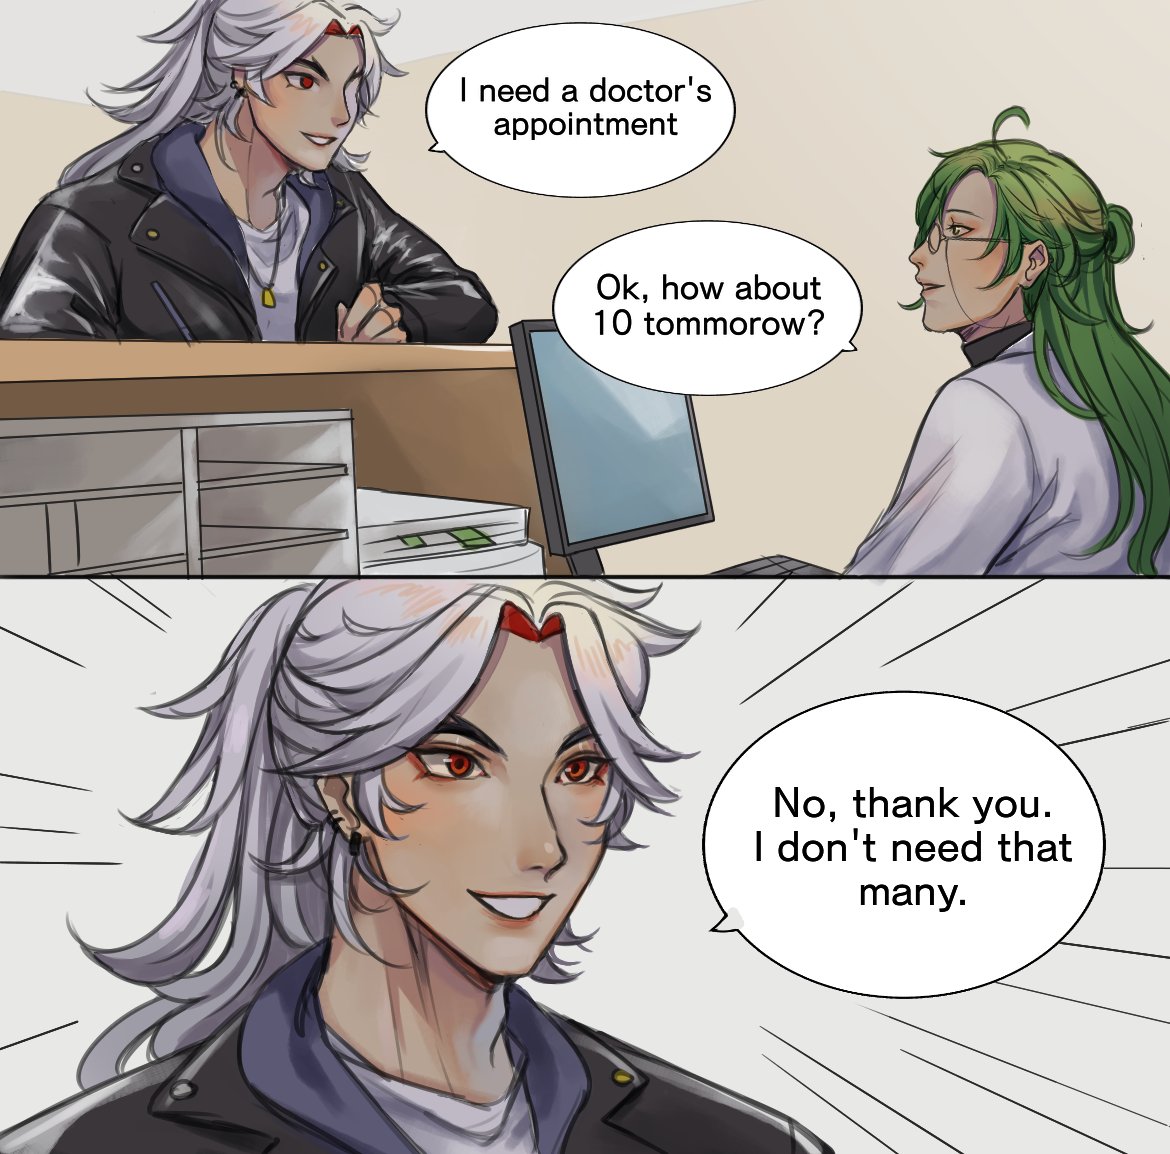 I need a doctor's
appointment
Ok, how about
10 tommorow?
No, thank you.
I don't need that
many.